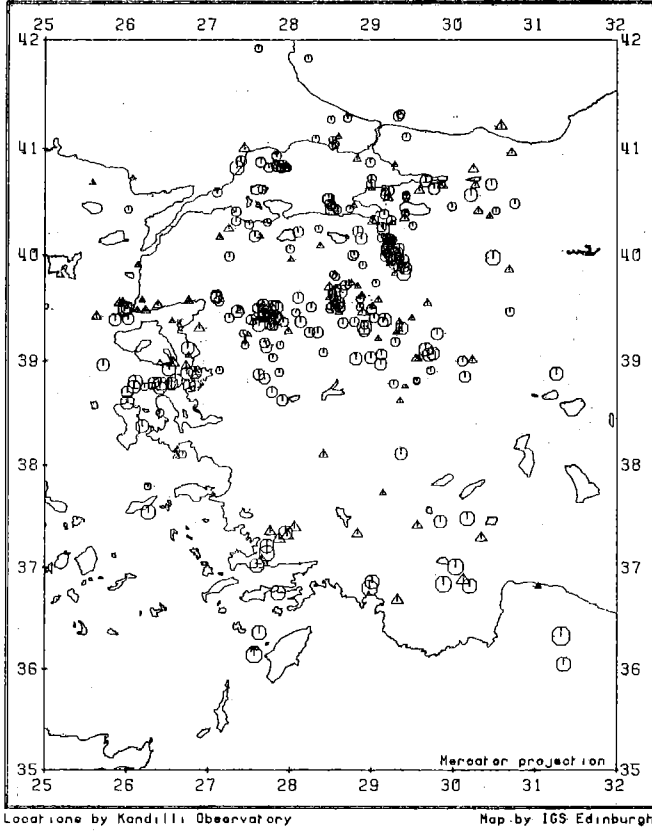 25 26 27 28 29 30 31 32
42 42
41 41
40 40
39 39
38 38
37 37
36 36
Mercator projection
35 35
25 26 27 28 29 30 31 32
Locations by Kandilli Observatory Map by IGS Edinburgh